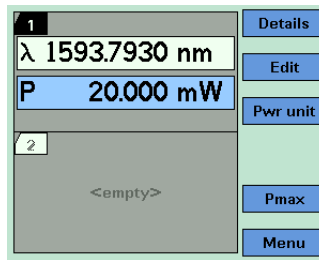 1
λ 1593.7930 nm
P 20.000 mW
2
<empty>
Details
Edit
Pwr unit
Pmax
Menu